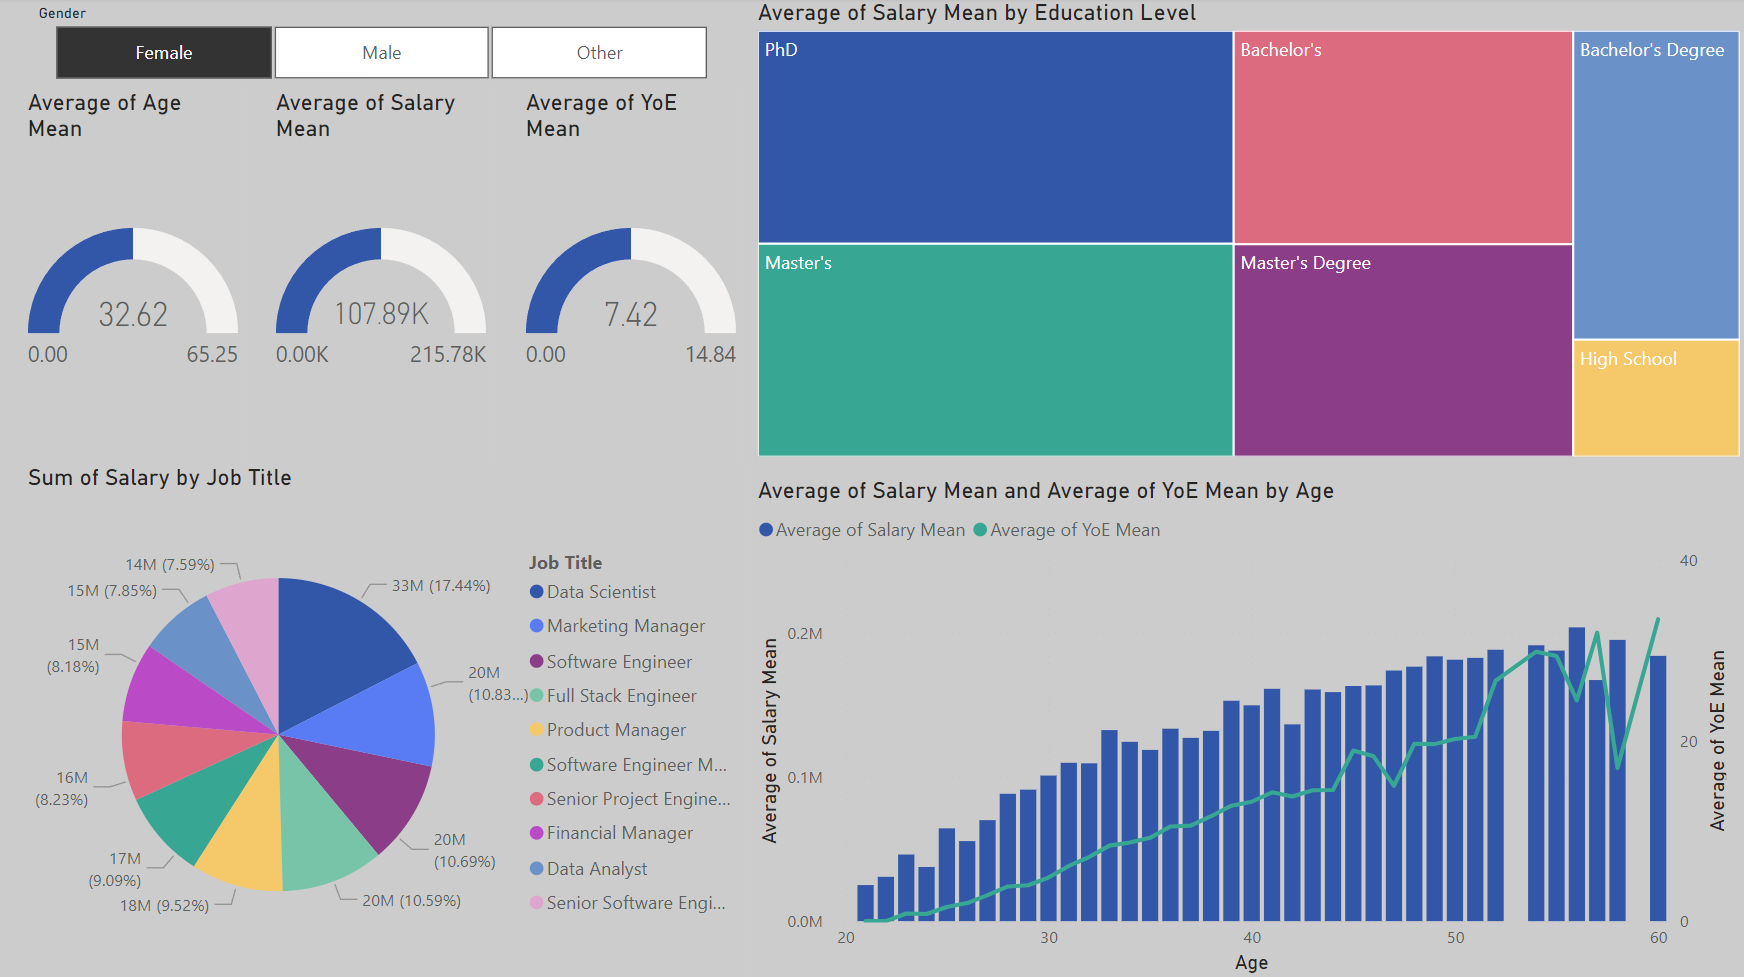 Gender
Female
Male
Other
Average of Age
Mean
Average of Salary
Mean
Average of YoE
Mean
32.62
0.00
65.25
107.89K
0.00K
215.78K
7.42
0.00
14.84
Average of Salary Mean by Education Level
PhD
Bachelor's
Bachelor's Degree
Master's
Master's Degree
High School
Sum of Salary by Job Title
14M (7.59%)
15M (7.85%)
15M
(8.18%)
16M
(8.23%)
17M
(9.09%)
18M (9.52%)
33M (17.44%)
20M
(10.83...)
20M
(10.69%)
20M (10.59%)
Job Title
Data Scientist
Marketing Manager
Software Engineer
Full Stack Engineer
Product Manager
Software Engineer M...
Senior Project Engine...
Financial Manager
Data Analyst
Senior Software Engi...
Average of Salary Mean and Average of YoE Mean by Age
Average of Salary Mean
Average of YoE Mean
Average of Salary Mean
0.2M
0.1M
0.0M
40
20
0
Average of YoE Mean
20
30
40
50
60
Age